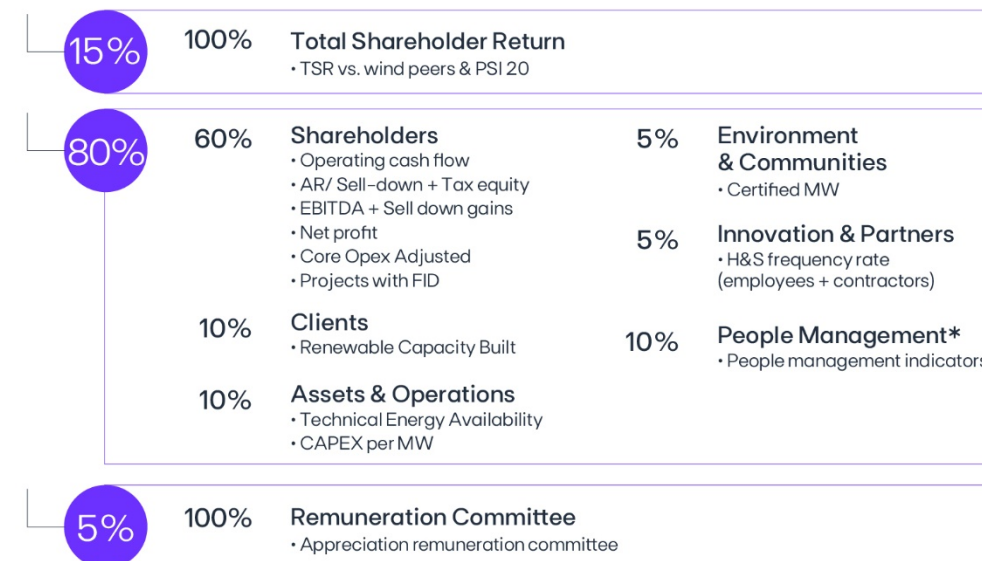 15%
100%
Total Shareholder Return
• TSR vs. wind peers & PSI 20
80%
60%
Shareholders
• Operating cash flow
• AR/ Sell-down + Tax equity
• EBITDA + Sell down gains
• Net profit
• Core Opex Adjusted
• Projects with FID
10%
Clients
• Renewable Capacity Built
10%
Assets & Operations
• Technical Energy Availability
• CAPEX per MW
5%
Environment
& Communities
• Certified MW
5%
Innovation & Partners
• H&S frequency rate
(employees + contractors)
10%
People Management*
• People management indicators
5%
100%
Remuneration Committee
• Appreciation remuneration committee